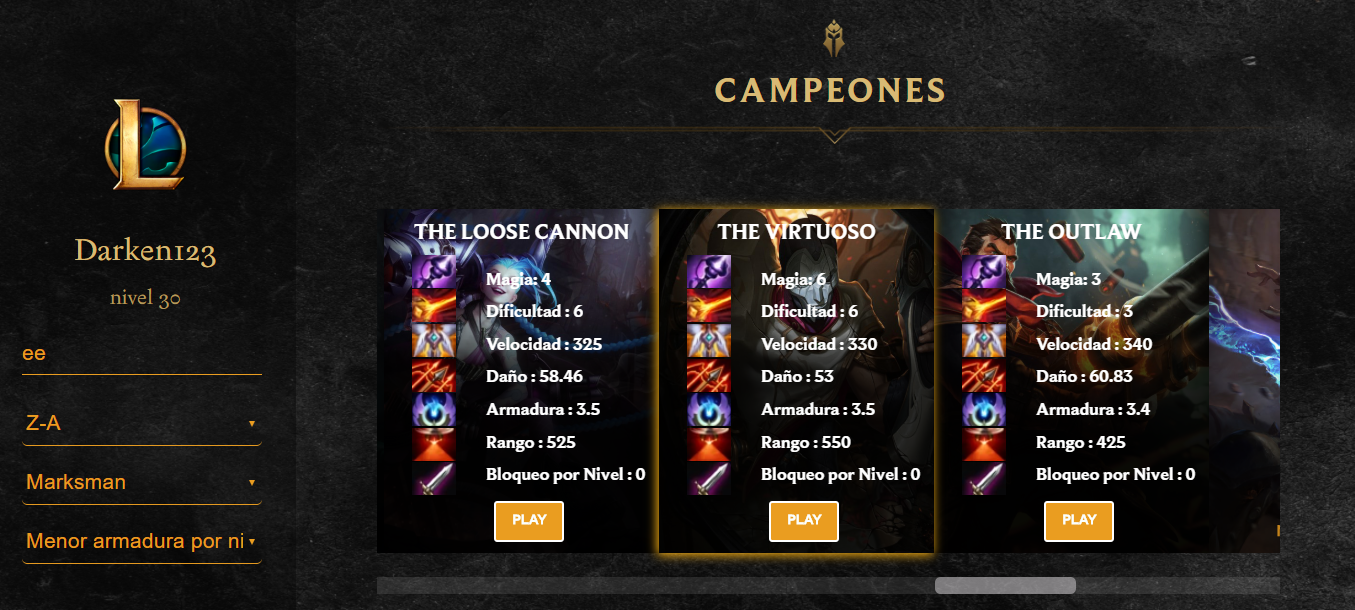 CAMPEONES
Darken123
nivel 30
ee
Z-A
Marksman
Menor armadura por ni
THE LOOSE CANNON
Magia: 4
Dificultad : 6
Velocidad : 325
Daño : 58.46
Armadura : 3.5
Rango : 525
Bloqueo por Nivel : 0
PLAY
THE VIRTUOSO
Magia: 6
Dificultad : 6
Velocidad : 330
Daño : 53
Armadura : 3.5
Rango : 550
Bloqueo por Nivel : 0
PLAY
THE OUTLAW
Magia: 3
Dificultad : 3
Velocidad : 340
Daño : 60.83
Armadura : 3.4
Rango : 425
Bloqueo por Nivel : 0
PLAY